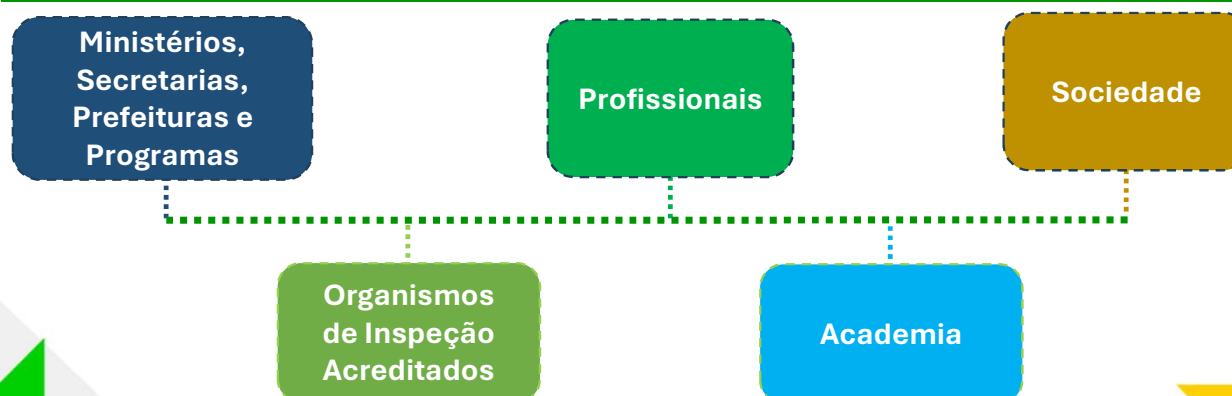 Ministérios,
Secretarias,
Prefeituras e
Programas
Profissionais
Sociedade
Organismos
de Inspeção
Acreditados
Academia